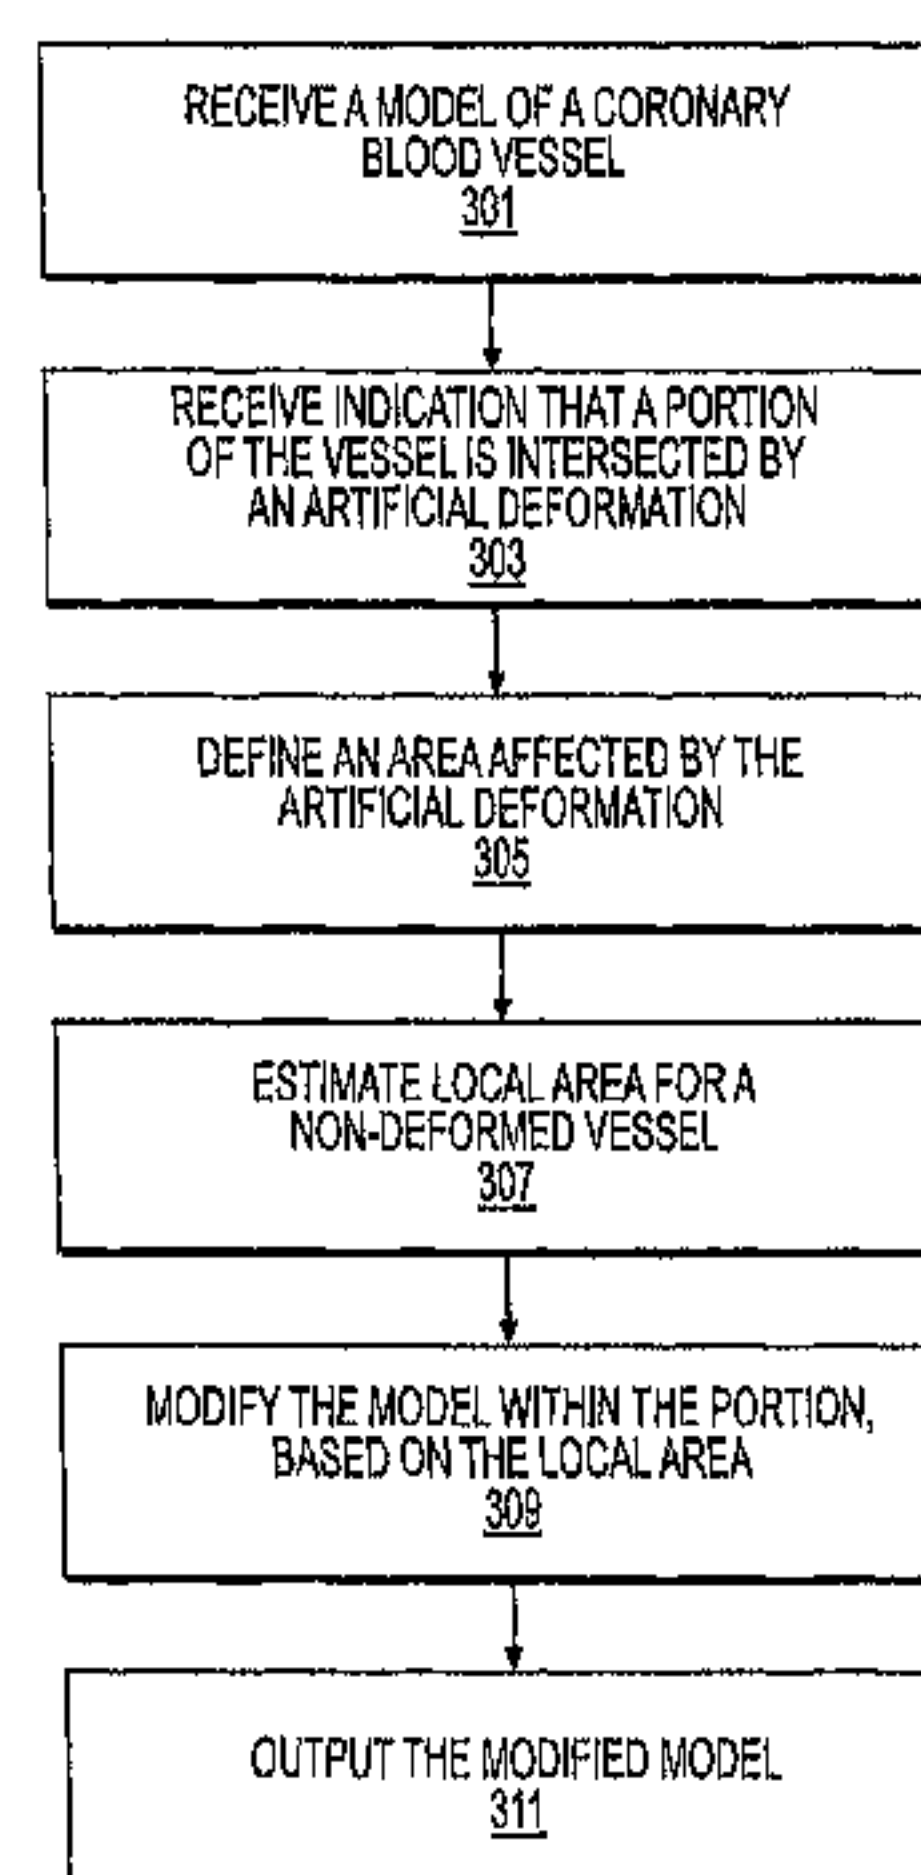 RECEIVE A MODEL OF A CORONARY
BLOOD VESSEL
301
RECEIVE INDICATION THAT A PORTION
OF THE VESSEL IS INTERSECTED BY
AN ARTIFICIAL DEFORMATION
303
DEFINE AN AREA AFFECTED BY THE
ARTIFICIAL DEFORMATION
305
ESTIMATE LOCAL AREA FOR A
NON-DEFORMED VESSEL
307
MODIFY THE MODEL WITHIN THE PORTION,
BASED ON THE LOCAL AREA
309
OUTPUT THE MODIFIED MODEL
311